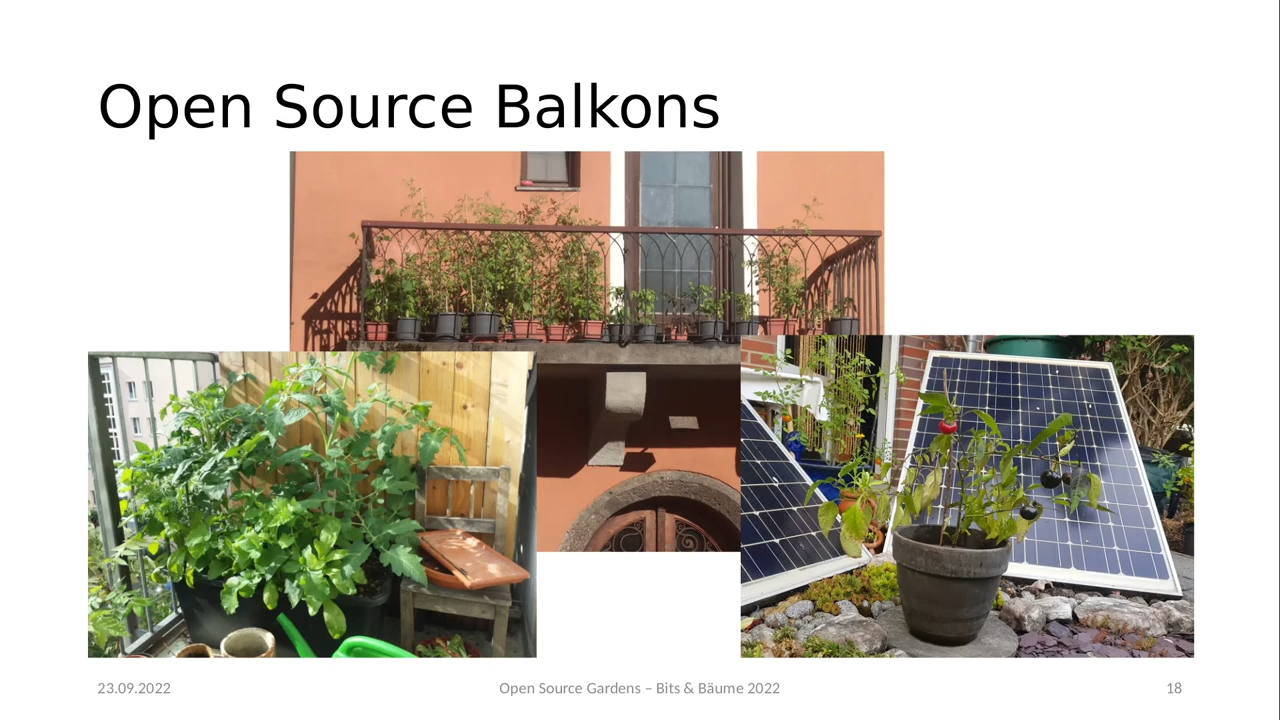 Open Source Balkons
23.09.2022
Open Source Gardens – Bits & Bäume 2022
18